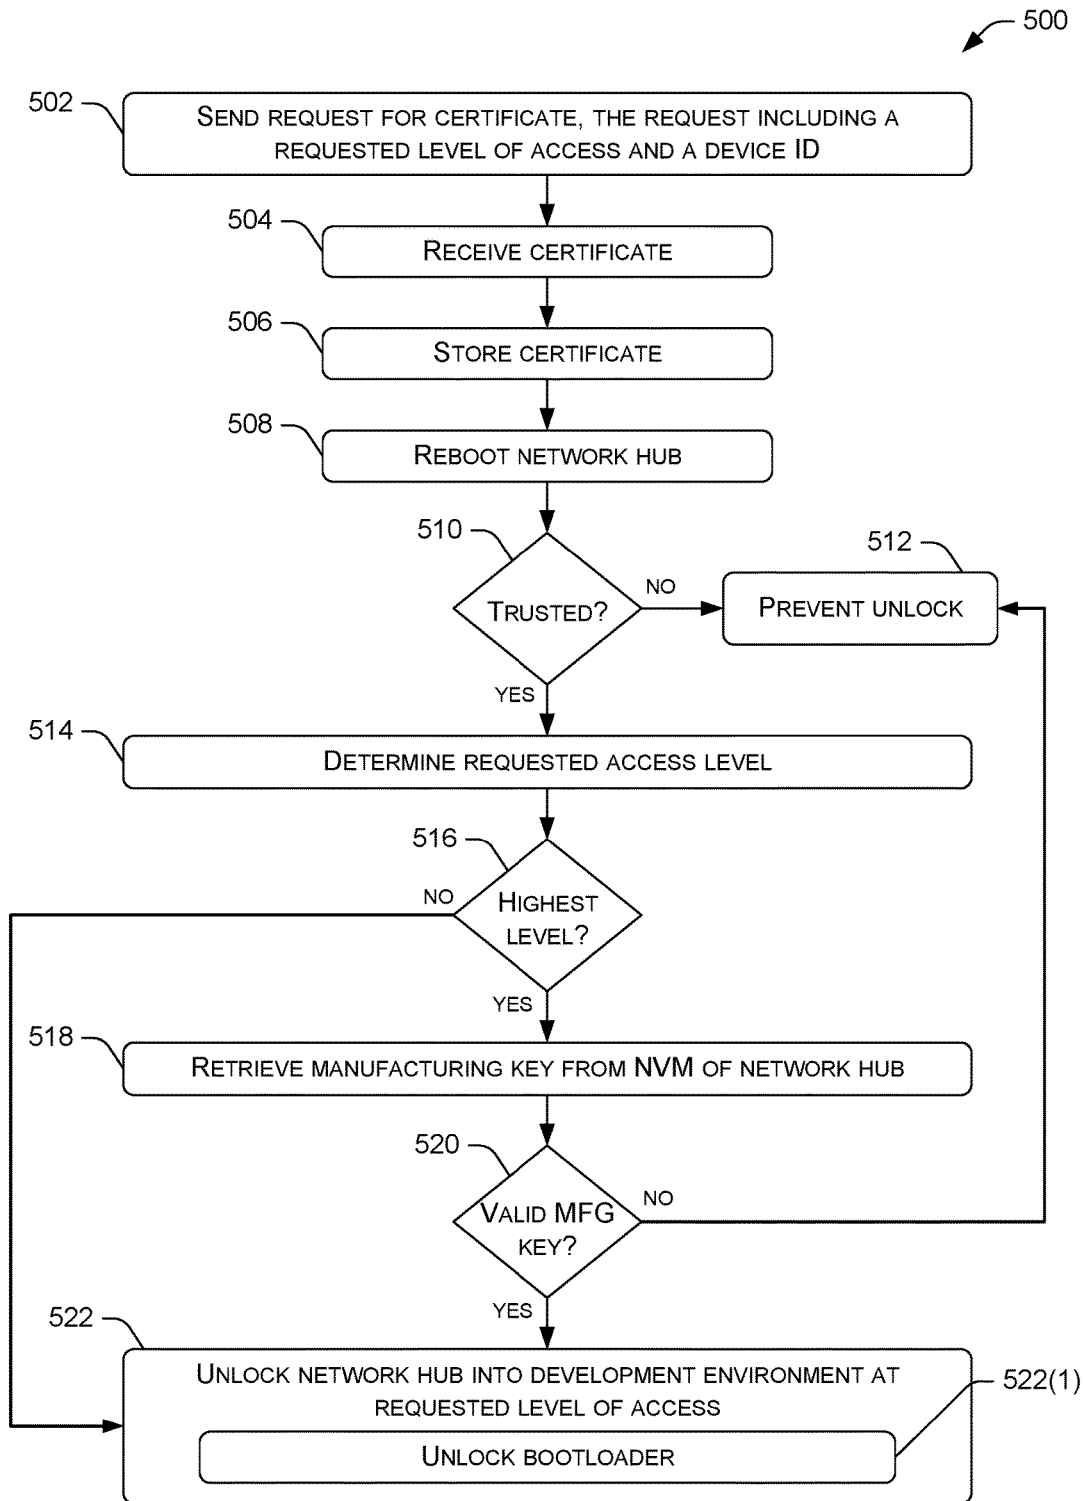 500
502
SEND REQUEST FOR CERTIFICATE, THE REQUEST INCLUDING A
REQUESTED LEVEL OF ACCESS AND A DEVICE ID
504
RECEIVE CERTIFICATE
506
STORE CERTIFICATE
508
REBOOT NETWORK HUB
510
TRUSTED?
NO
512
PREVENT UNLOCK
YES
514
DETERMINE REQUESTED ACCESS LEVEL
516
NO
HIGHEST
LEVEL?
YES
518
RETRIEVE MANUFACTURING KEY FROM NVM OF NETWORK HUB
520
VALID MFG
KEY?
NO
YES
522
UNLOCK NETWORK HUB INTO DEVELOPMENT ENVIRONMENT AT
REQUESTED LEVEL OF ACCESS
522(1)
UNLOCK BOOTLOADER